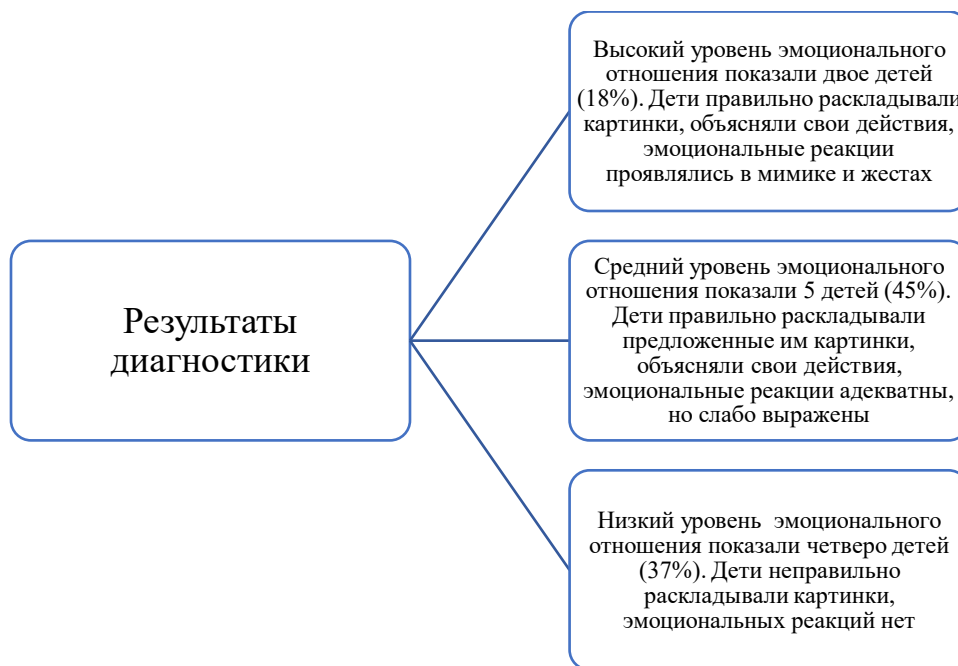 Результаты
диагностики
Высокий уровень эмоционального
отношения показали двое детей
(18%). Дети правильно раскладывали
картинки, объясняли свои действия,
эмоциональные реакции
проявлялись в мимике и жестах
Средний уровень эмоционального
отношения показали 5 детей (45%).
Дети правильно раскладывали
предложенные им картинки,
объясняли свои действия,
эмоциональные реакции адекватны,
но слабо выражены
Низкий уровень эмоционального
отношения показали четверо детей
(37%). Дети неправильно
раскладывали картинки,
эмоциональных реакций нет